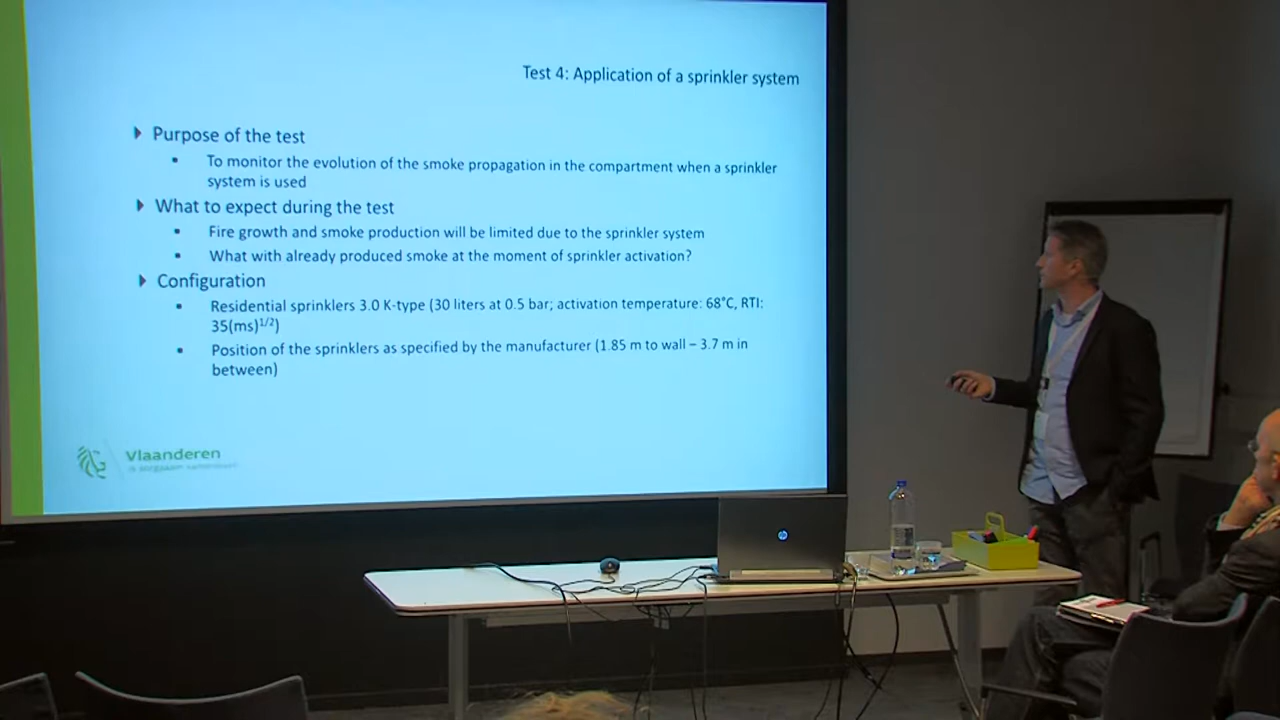 Test 4: Application of a sprinkler system
Purpose of the test
To monitor the evolution of the smoke propagation in the compartment when a sprinkler
system is used
What to expect during the test
Fire growth and smoke production will be limited due to the sprinkler system
What with already produced smoke at the moment of sprinkler activation?
Configuration
Residential sprinklers 3.0 K-type (30 liters at 0.5 bar; activation temperature: 68°C, RTI:
35(ms)^1/2)
Position of the sprinklers as specified by the manufacturer (1.85 m to wall – 3.7 m in
between)
Vlaanderen
hp